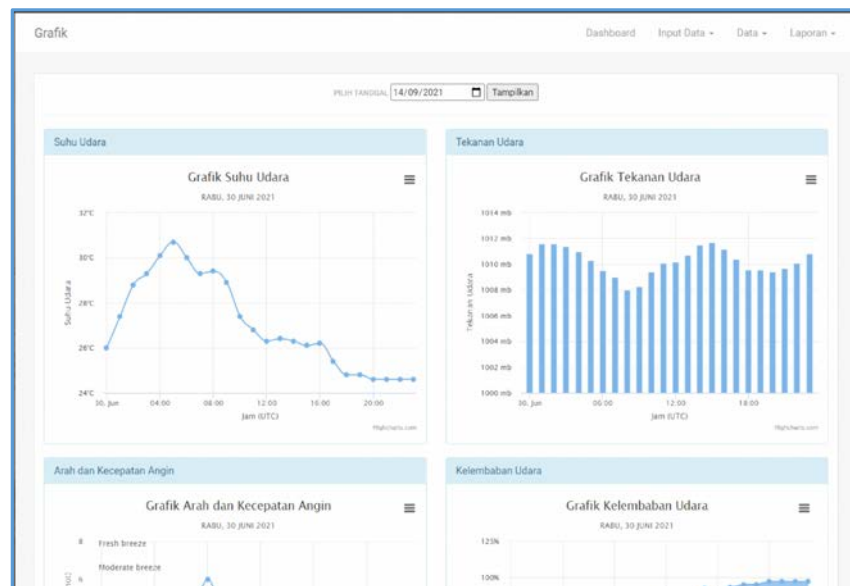 Grafik
Dashboard Input Data Data Laporan
PILIH TANGGAL 14/09/2021 Tampilkan
Suhu Udara
Grafik Suhu Udara
RABU, 30 JUNI 2021
32°C
30°C
28°C
26°C
24°C
Suhu Udara
30. Jun 04:00 08:00 12:00 16:00 20:00
Jam (UTC)
Highcharts.com
Tekanan Udara
Grafik Tekanan Udara
RABU, 30 JUNI 2021
1014 mb
1012 mb
1010 mb
1008 mb
1006 mb
1004 mb
1002 mb
1000 mb
Tekanan Udara
30. Jun 06:00 12:00 18:00
Jam (UTC)
Highcharts.com
Arah dan Kecepatan Angin
Grafik Arah dan Kecepatan Angin
RABU, 30 JUNI 2021
8
Fresh breeze
Moderate breeze
6
Kelembaban Udara
Grafik Kelembaban Udara
RABU, 30 JUNI 2021
125%
100%